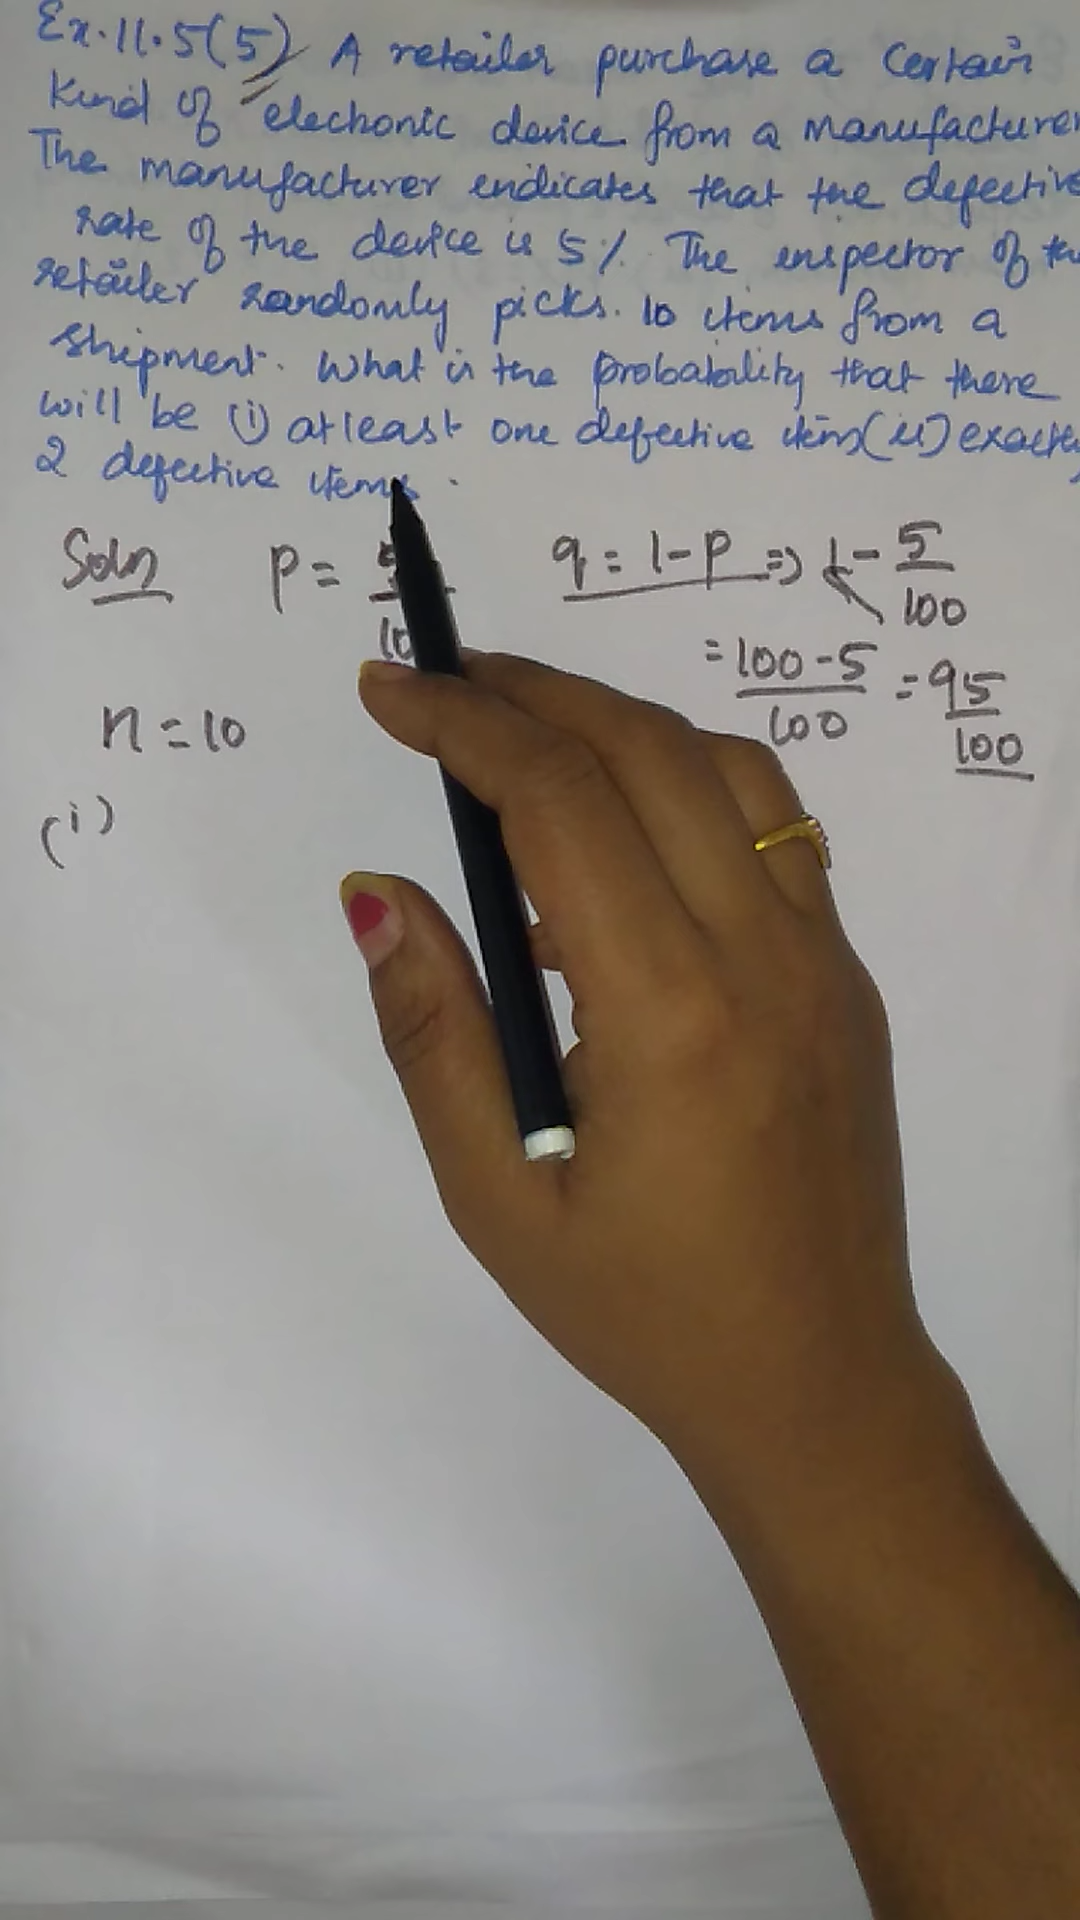 Ex.11.5(5) A retailer purchase a certain
kind of electronic device from a manufacturer
The manufacturer indicates that the defective
rate of the device is 5%. The inspector of th
retailer randomly picks. 10 items from a
shipment. What is the probability that there
will be (i) atleast one defective item (ii) exactly
2 defective items.
Soln p = q = 1-p => 1 - 5/100
= 100-5/100 = 95/100
n = 10
(i)